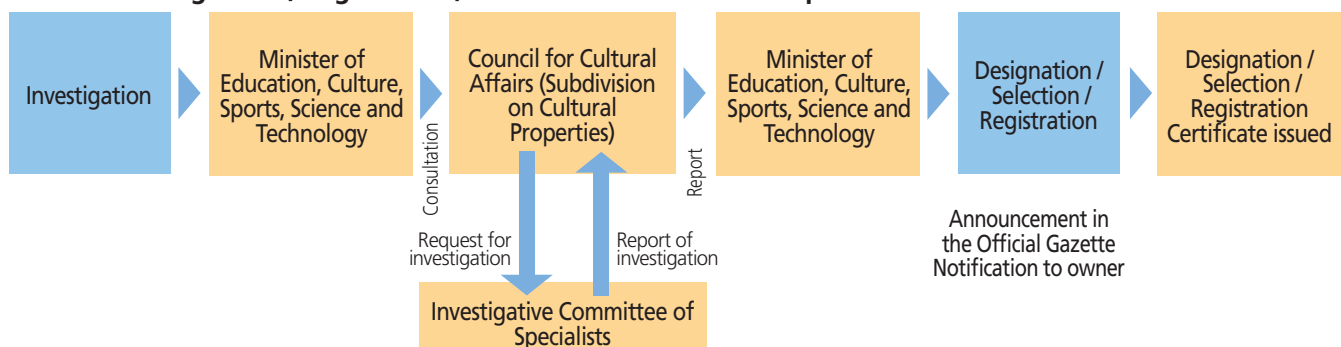 Investigation
Minister of
Education, Culture,
Sports, Science and
Technology
Consultation
Council for Cultural
Affairs (Subdivision
on Cultural
Properties)
Request for
investigation
Report of
investigation
Investigative Committee of
Specialists
Report
Minister of
Education, Culture,
Sports, Science and
Technology
Designation /
Selection /
Registration
Announcement in
the Official Gazette
Notification to owner
Designation /
Selection /
Registration
Certificate issued